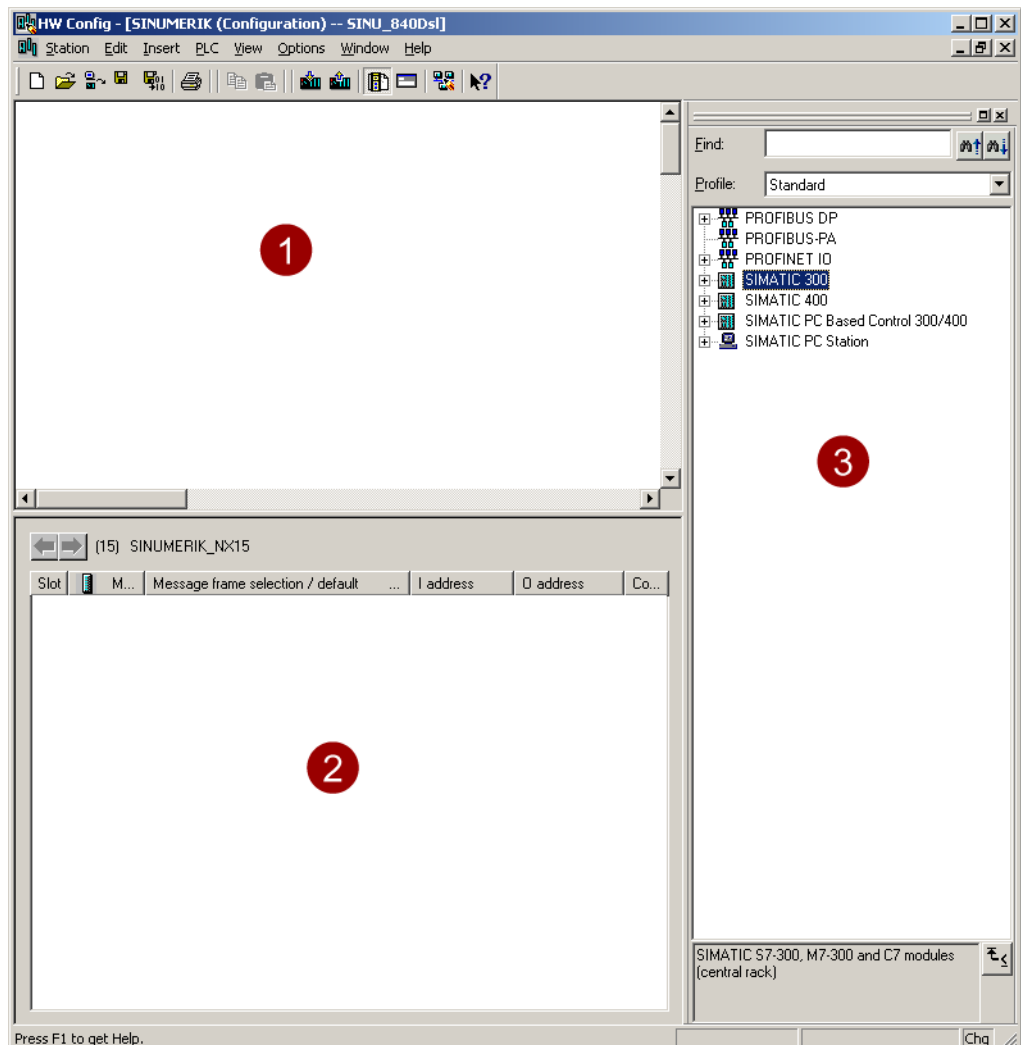 HW Config - [SINUMERIK (Configuration) -- SINU_840Dsl]
Station Edit Insert PLC View Options Window Help
1
Find:
Profile: Standard
PROFIBUS DP
PROFIBUS-PA
PROFINET IO
SIMATIC 300
SIMATIC 400
SIMATIC PC Based Control 300/400
SIMATIC PC Station
3
SIMATIC S7-300, M7-300 and C7 modules
(central rack)
(15) SINUMERIK_NX15
Slot M... Message frame selection / default ... I address O address Co...
2
Press F1 to get Help.
Chg